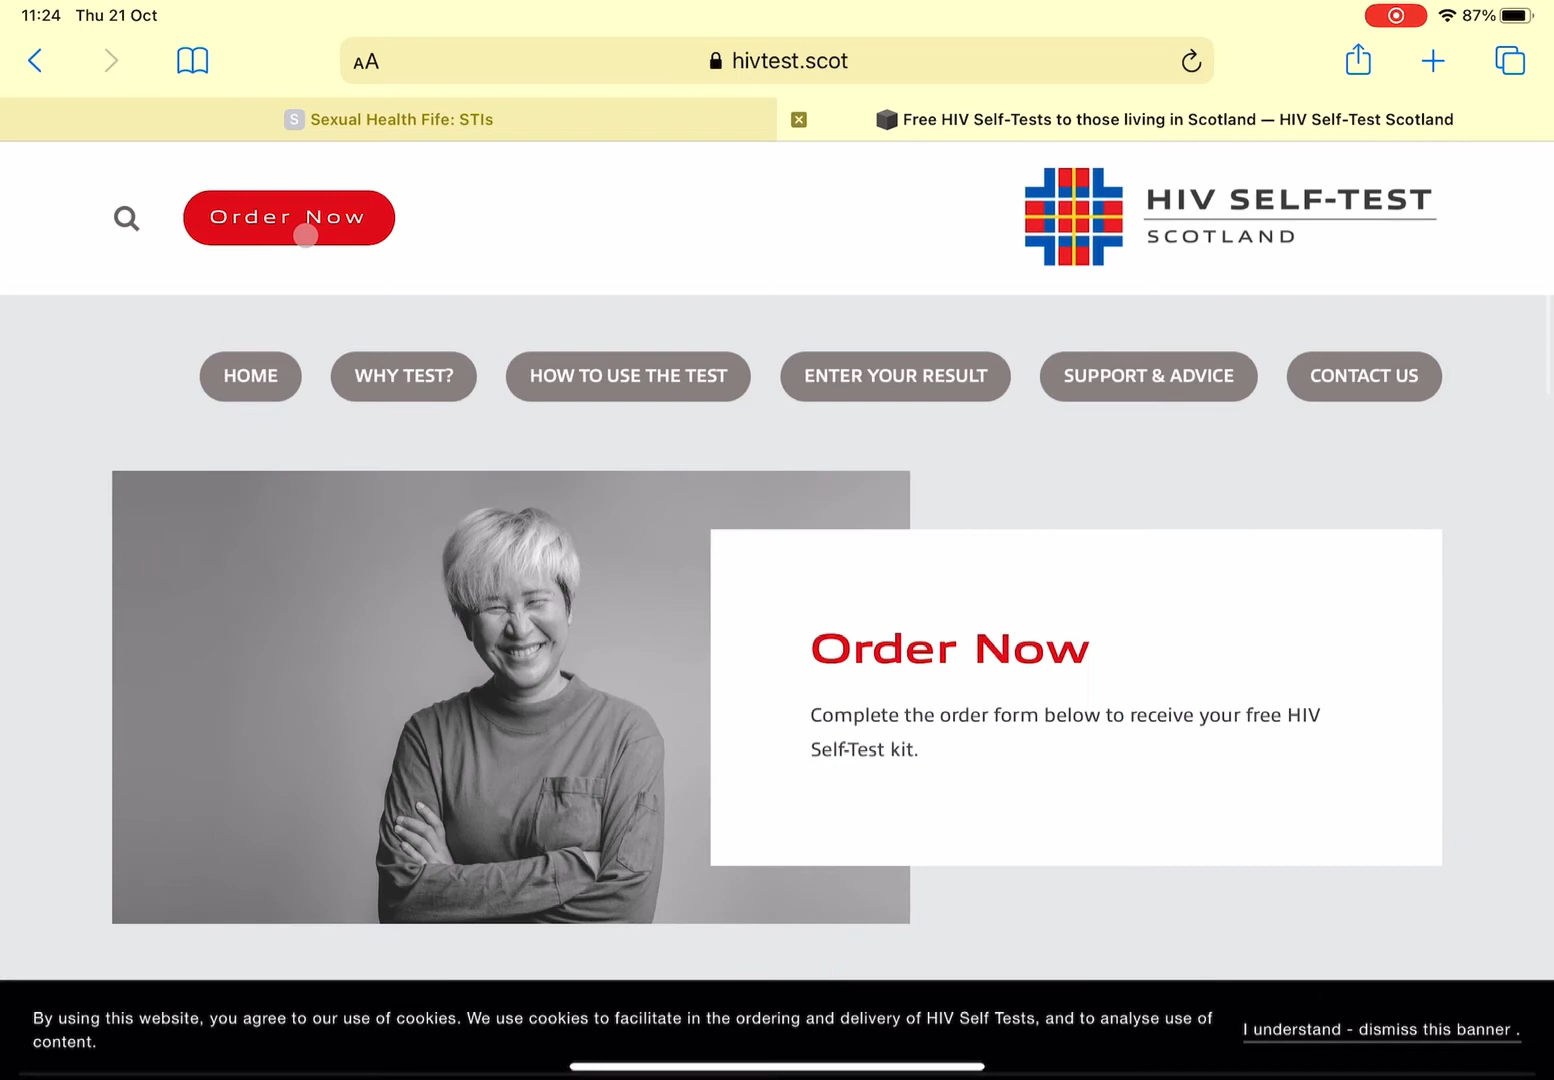 11:24 Thu 21 Oct
87%
AA
hivtest.scot
S Sexual Health Fife: STIs
Free HIV Self-Tests to those living in Scotland — HIV Self-Test Scotland
Order Now
HIV SELF-TEST
SCOTLAND
HOME
WHY TEST?
HOW TO USE THE TEST
ENTER YOUR RESULT
SUPPORT & ADVICE
CONTACT US
Order Now
Complete the order form below to receive your free HIV
Self-Test kit.
By using this website, you agree to our use of cookies. We use cookies to facilitate in the ordering and delivery of HIV Self Tests, and to analyse use of
content.
I understand - dismiss this banner .